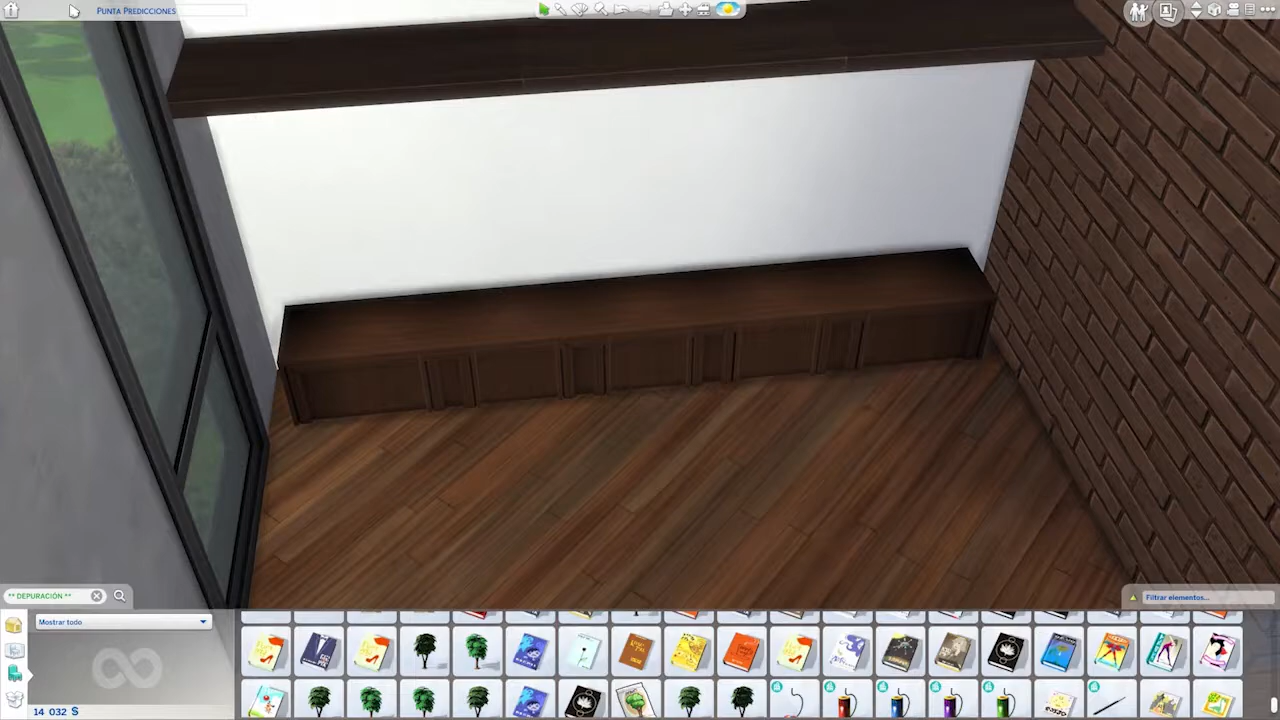 PUNTA PREDICCIONES
** DEPURACIÓN **
Filtrar elementos...
Mostrar todo
14 032 $